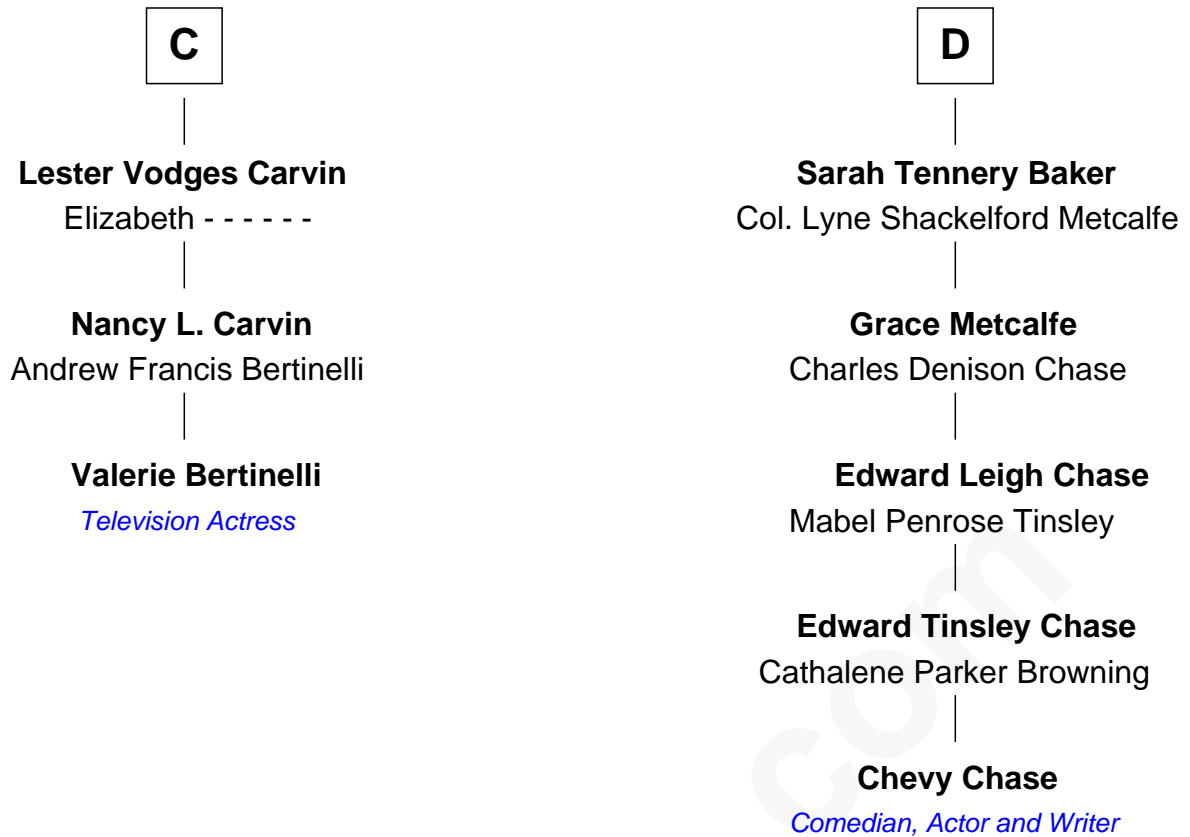 C
Lester Vodges Carvin
Elizabeth - - - - - -
Nancy L. Carvin
Andrew Francis Bertinelli
Valerie Bertinelli
Television Actress
D
Sarah Tennery Baker
Col. Lyne Shackelford Metcalfe
Grace Metcalfe
Charles Denison Chase
Edward Leigh Chase
Mabel Penrose Tinsley
Edward Tinsley Chase
Cathalene Parker Browning
Chevy Chase
Comedian, Actor and Writer
com